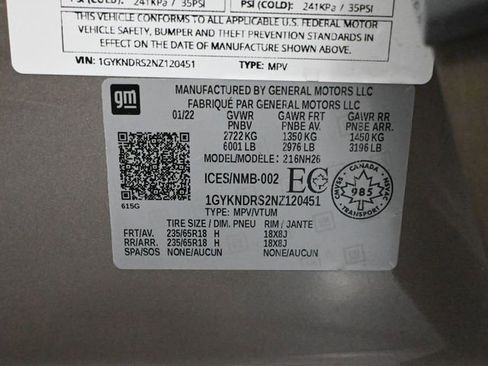 PSI (COLD): 241KPa / 35PSI PSI (COLD): 241KPa / 35PSI
THIS VEHICLE CONFORMS TO ALL APPLICABLE U.S. FEDERAL MOTOR
VEHICLE SAFETY, BUMPER AND THEFT PREVENTION STANDARDS IN
EFFECT ON THE DATE OF MANUFACTURE SHOWN ABOVE.
VIN: 1GYKNDRS2NZ120451 TYPE: MPV
gm
MANUFACTURED BY GENERAL MOTORS LLC
FABRIQUÉ PAR GENERAL MOTORS LLC
01/22 GVWR GAWR FRT GAWR RR
PNBV PNBE AV. PNBE ARR.
2722 KG 1350 KG 1450 KG
6001 LB 2976 LB 3196 LB
MODEL/MODÈLE: 216NH26
ICES/NMB-002 EC
CANADA
CMVSS 985 NSVAC
TRANSPORT
1GYKNDRS2NZ120451
615G
TYPE: MPV/VTUM
TIRE SIZE / DIM. PNEU RIM / JANTE
FRT/AV. 235/65R18 H 18X8J
RR/ARR. 235/65R18 H 18X8J
SPA/SOS NONE/AUCUN NONE/AUCUN